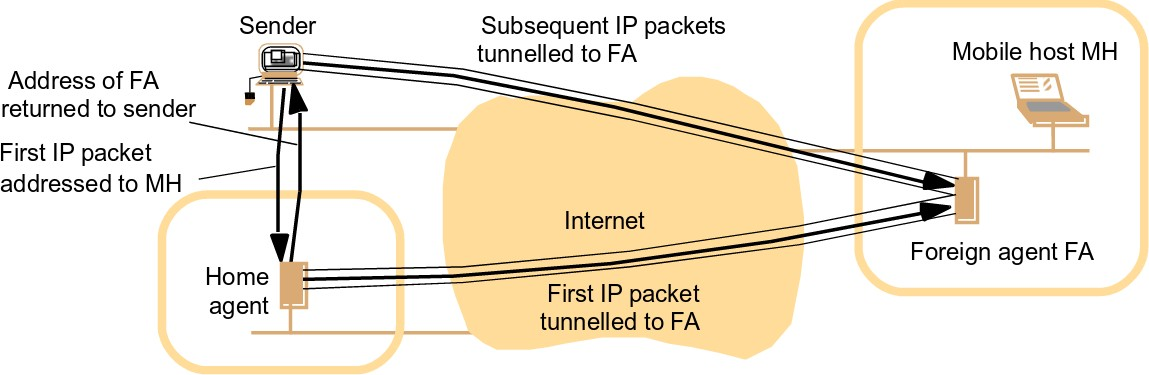 Sender
Subsequent IP packets
tunnelled to FA
Mobile host MH
Address of FA
returned to sender
First IP packet
addressed to MH
Internet
Foreign agent FA
Home
agent
First IP packet
tunnelled to FA